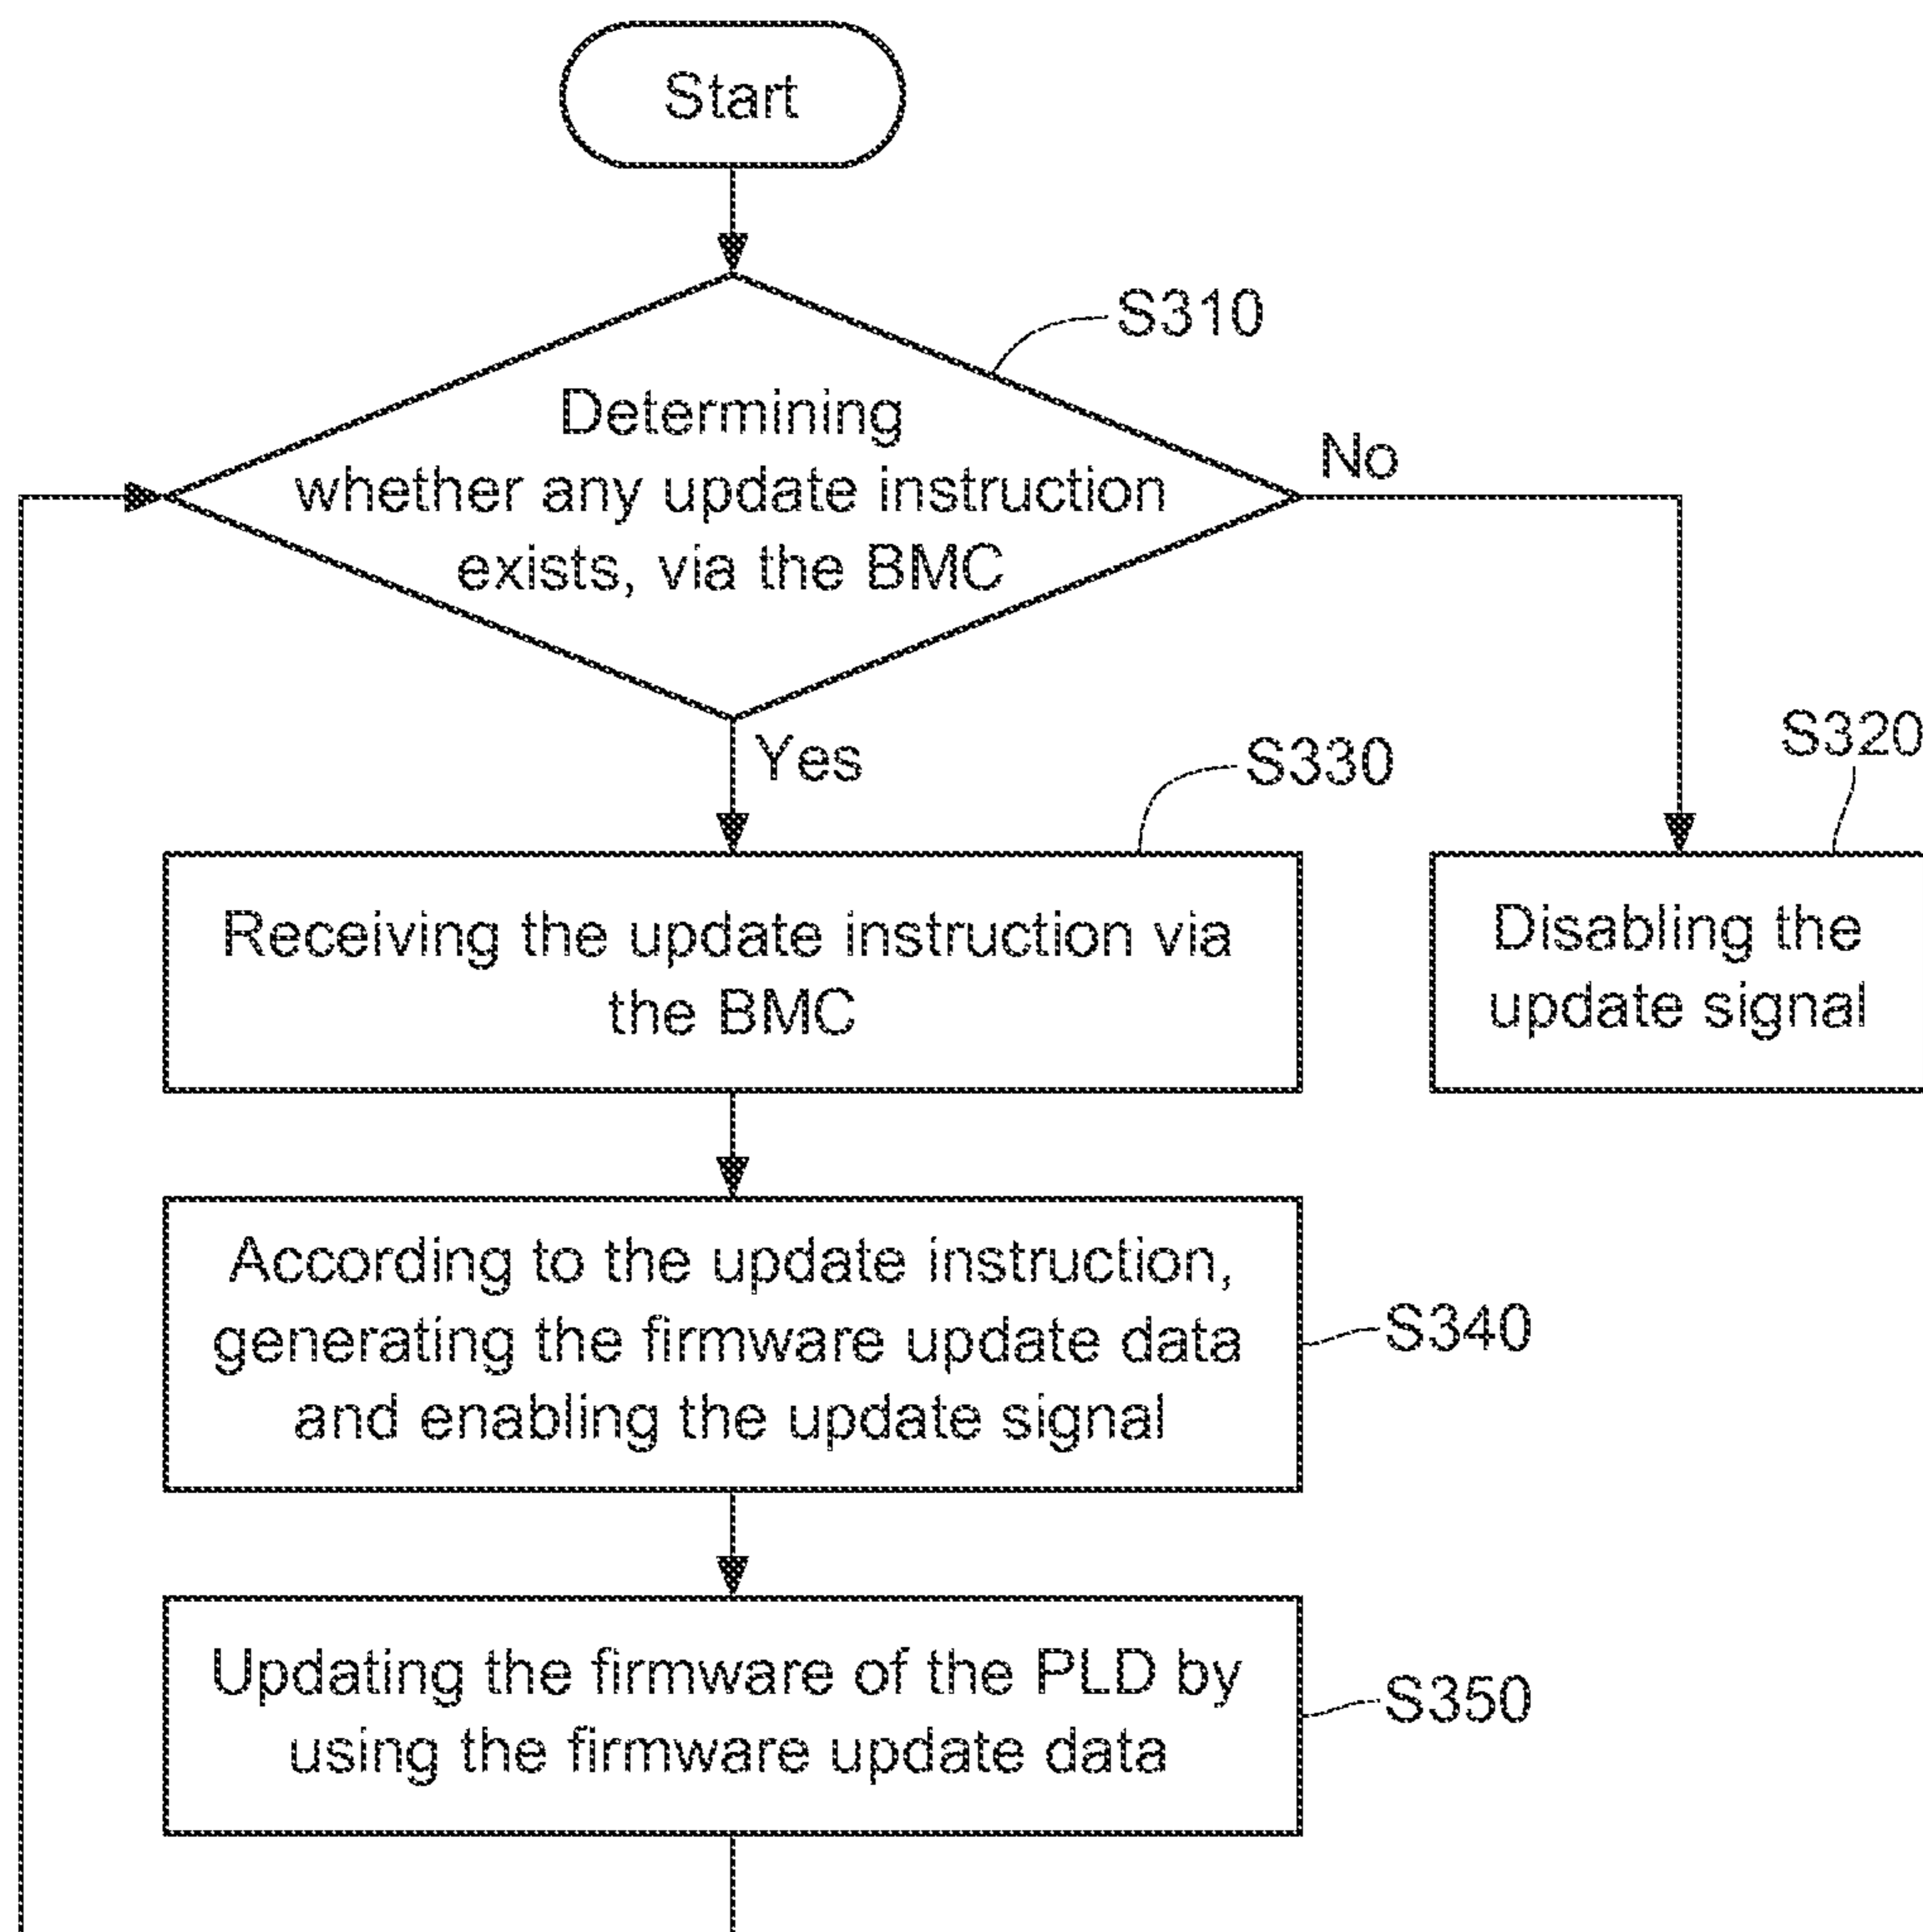 Start
S310
Determining
whether any update instruction
exists, via the BMC
No
Yes
S330
S320
Receiving the update instruction via
the BMC
Disabling the
update signal
According to the update instruction,
generating the firmware update data
and enabling the update signal
S340
Updating the firmware of the PLD by
using the firmware update data
S350